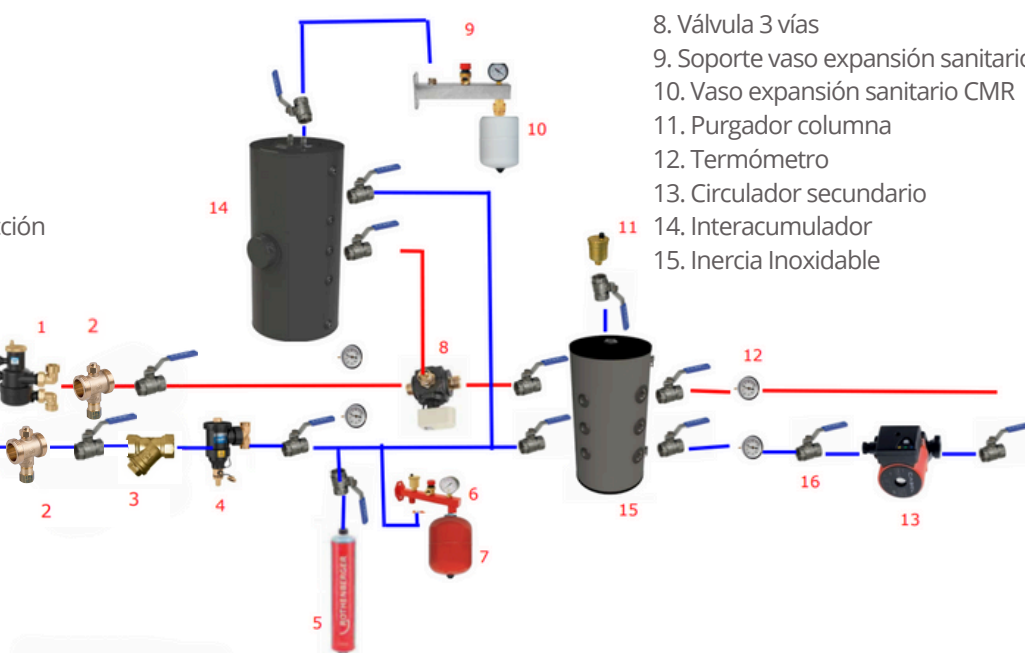 8. Válvula 3 vías
9. Soporte vaso expansión sanitario
10. Vaso expansión sanitario CMR
11. Purgador columna
12. Termómetro
13. Circulador secundario
14. Interacumulador
15. Inercia Inoxidable
cción
9
10
14
11
1
2
8
12
2
3
4
6
7
5
ROTHENBERGER
15
16
13